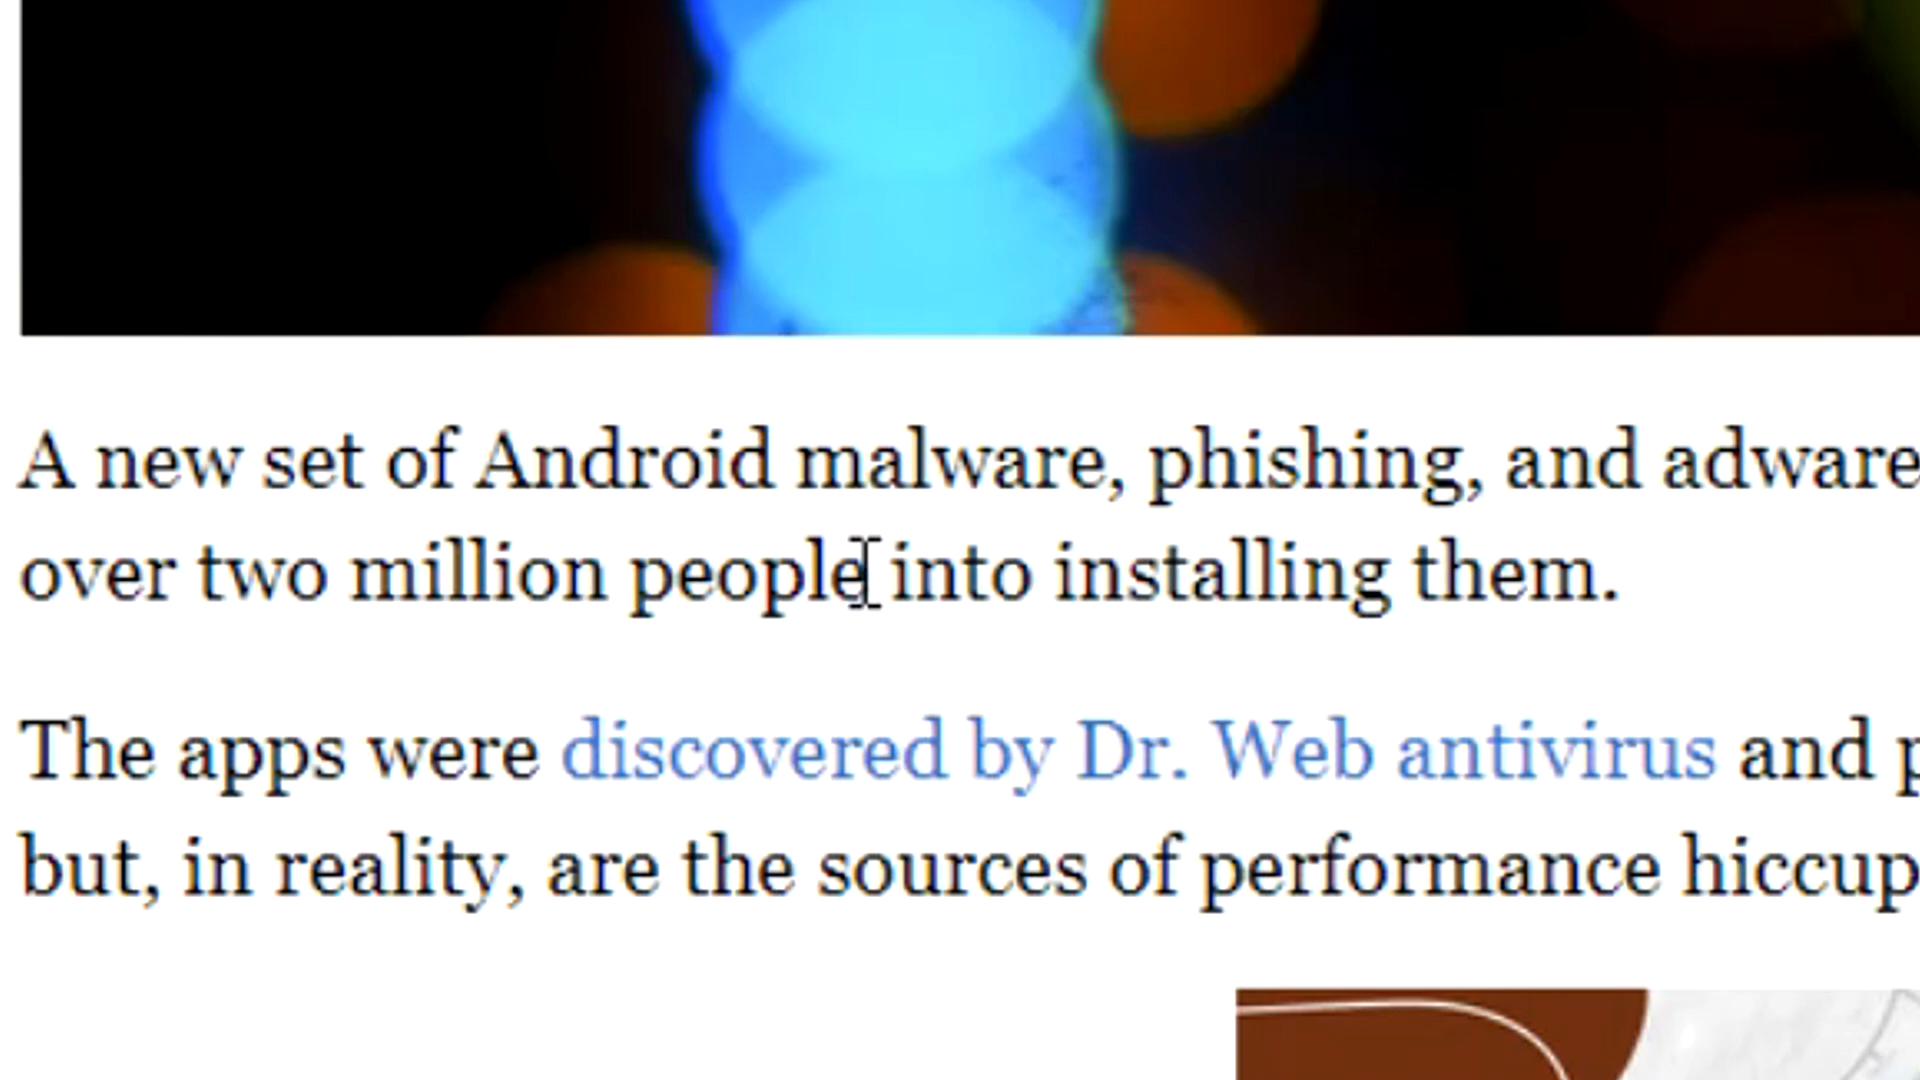 A new set of Android malware, phishing, and adware
over two million people into installing them.
The apps were discovered by Dr. Web antivirus and p
but, in reality, are the sources of performance hiccup